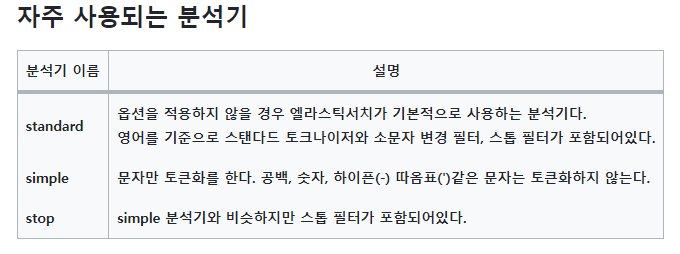 자주 사용되는 분석기
분석기 이름 설명
standard 옵션을 적용하지 않을 경우 엘라스틱서치가 기본적으로 사용하는 분석기다.
영어를 기준으로 스탠다드 토크나이저와 소문자 변경 필터, 스톱 필터가 포함되어있다.
simple 문자만 토큰화를 한다. 공백, 숫자, 하이픈(-) 따옴표(')같은 문자는 토큰화하지 않는다.
stop simple 분석기와 비슷하지만 스톱 필터가 포함되어있다.